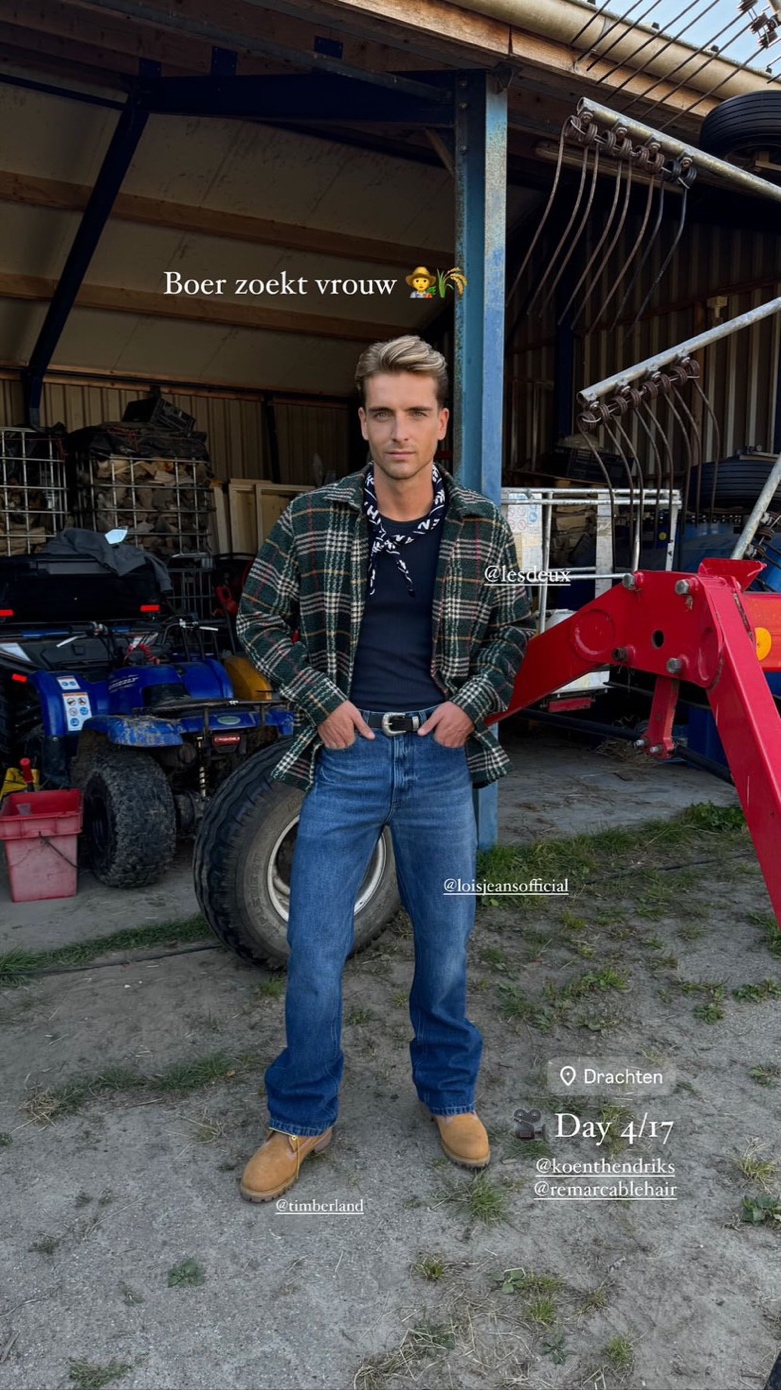 Boer zoekt vrouw 👨‍🌾🌾
@lesdeux
@loisjeansofficial
Drachten
Day 4/17
@koenthendriks
@remarcablehair
@timberland